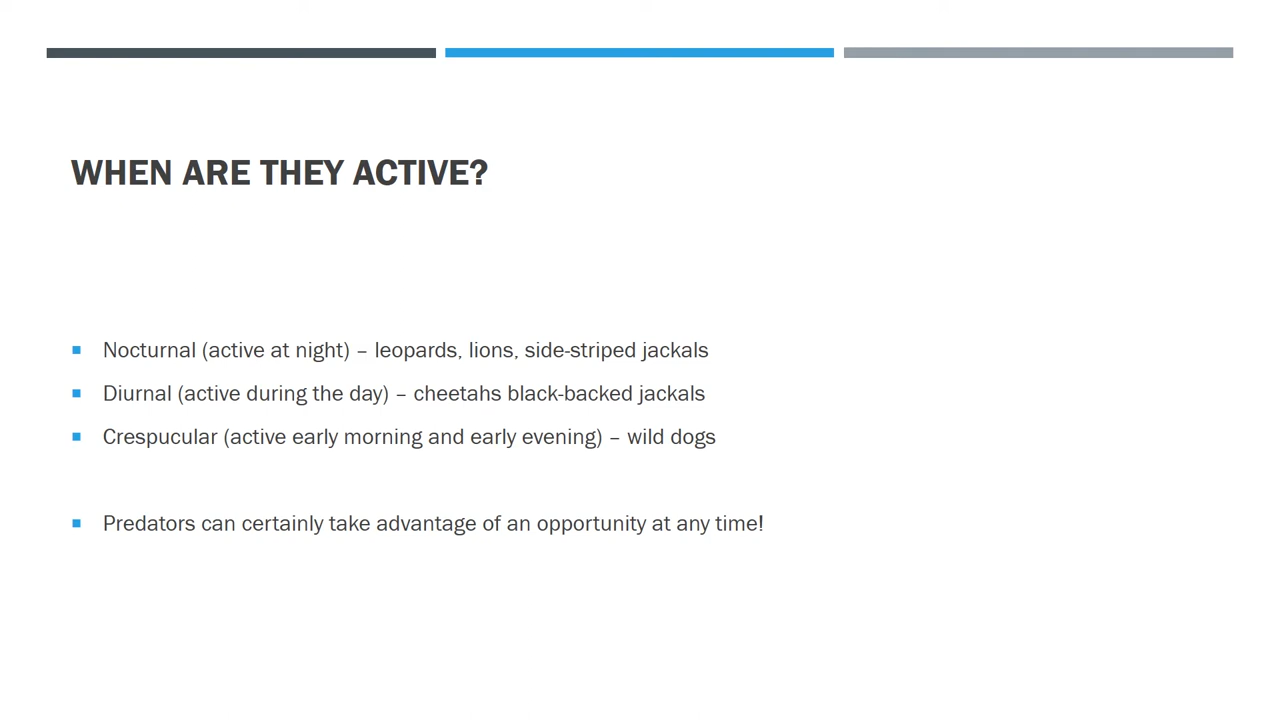 WHEN ARE THEY ACTIVE?
Nocturnal (active at night) – leopards, lions, side-striped jackals
Diurnal (active during the day) – cheetahs black-backed jackals
Crespucular (active early morning and early evening) – wild dogs
Predators can certainly take advantage of an opportunity at any time!